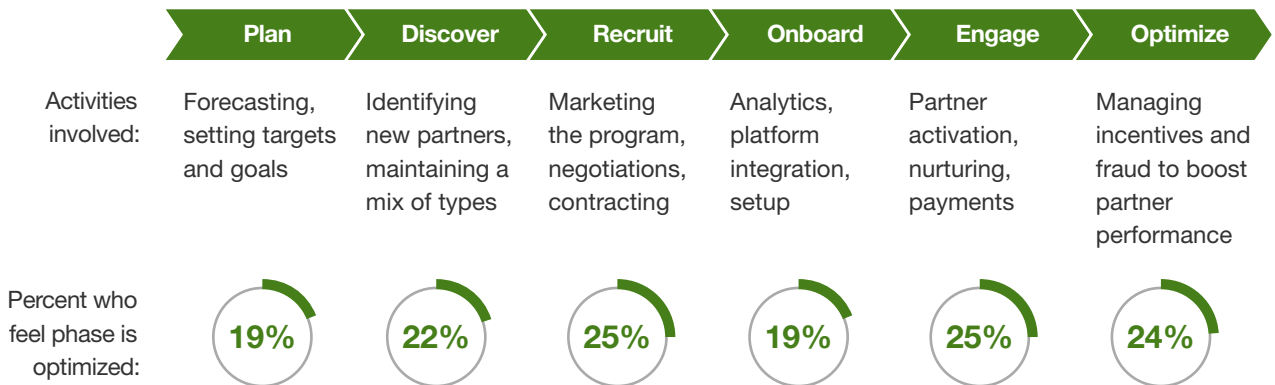 Plan Discover Recruit Onboard Engage Optimize
Activities involved:
Forecasting, setting targets and goals
Identifying new partners, maintaining a mix of types
Marketing the program, negotiations, contracting
Analytics, platform integration, setup
Partner activation, nurturing, payments
Managing incentives and fraud to boost partner performance
Percent who feel phase is optimized:
19% 22% 25% 19% 25% 24%